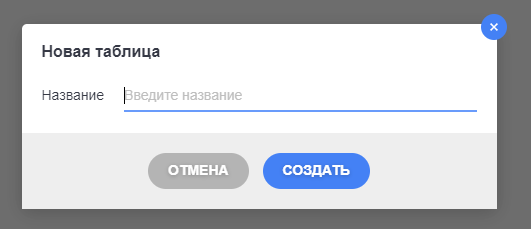 Новая таблица
Название Введите название
ОТМЕНА СОЗДАТЬ